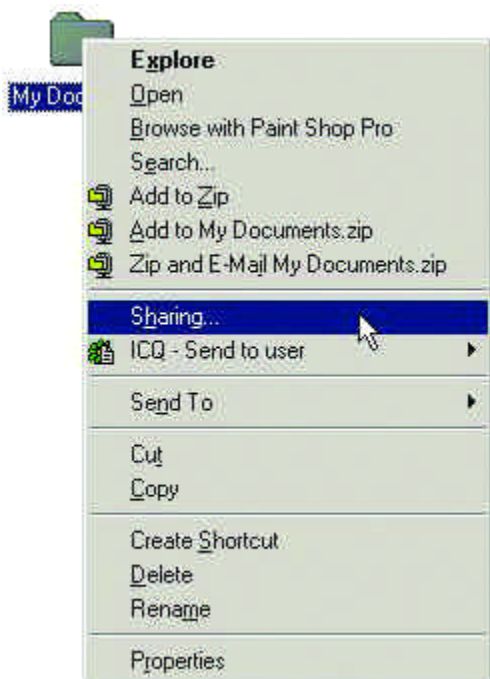 My Doc
Explore
Open
Browse with Paint Shop Pro
Search...
Add to Zip
Add to My Documents.zip
Zip and E-Mail My Documents.zip
Sharing...
ICQ - Send to user
Send To
Cut
Copy
Create Shortcut
Delete
Rename
Properties